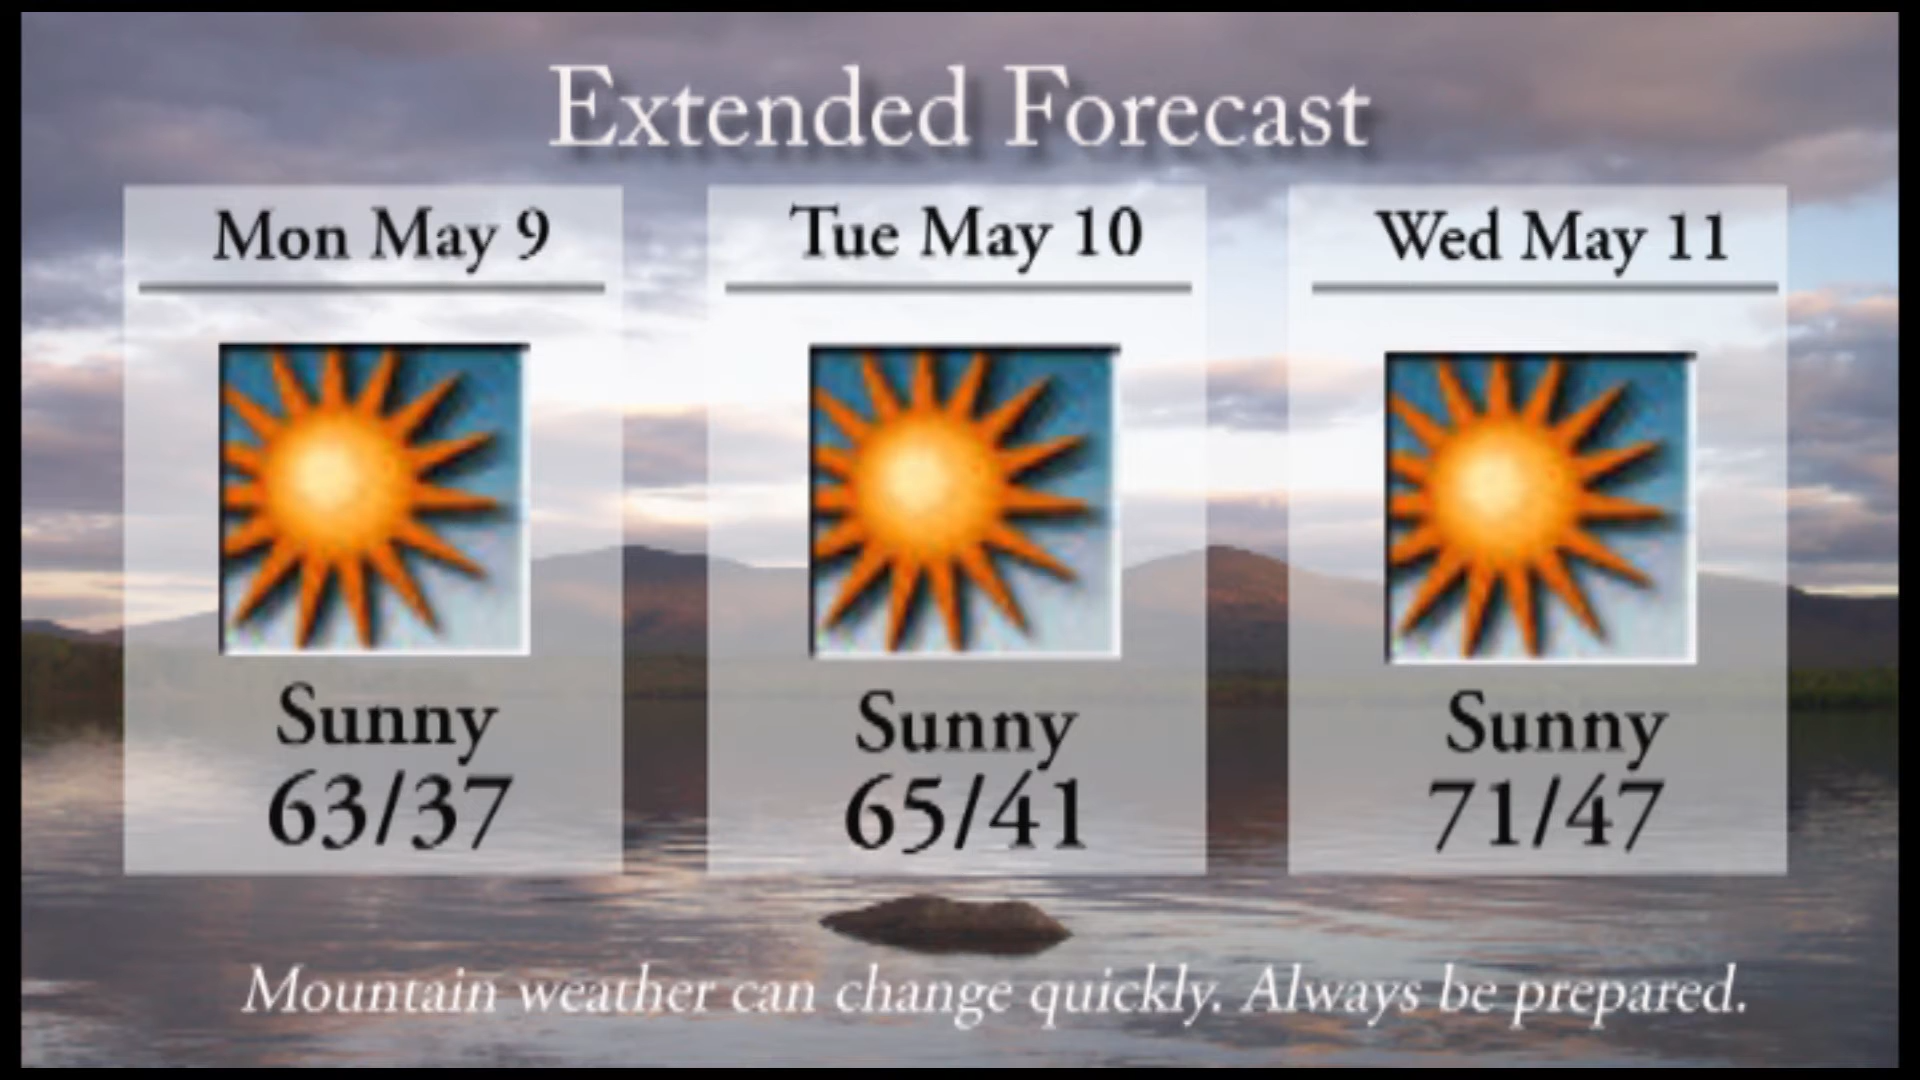 Extended Forecast
Mon May 9
Sunny
63/37
Tue May 10
Sunny
65/41
Wed May 11
Sunny
71/47
Mountain weather can change quickly. Always be prepared.